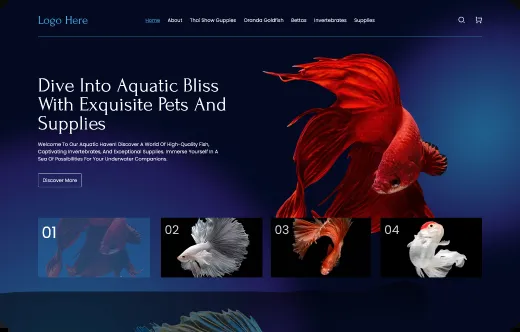 Logo Here
Home About Thai Show Guppies Oranda Goldfish Bettas Invertebrates Supplies
Dive Into Aquatic Bliss
With Exquisite Pets And
Supplies
Welcome To Our Aquatic Haven! Discover A World Of High-Quality Fish,
Captivating Invertebrates, And Exceptional Supplies. Immerse Yourself In A
Sea Of Possibilities For Your Underwater Companions.
Discover More
01 02 03 04